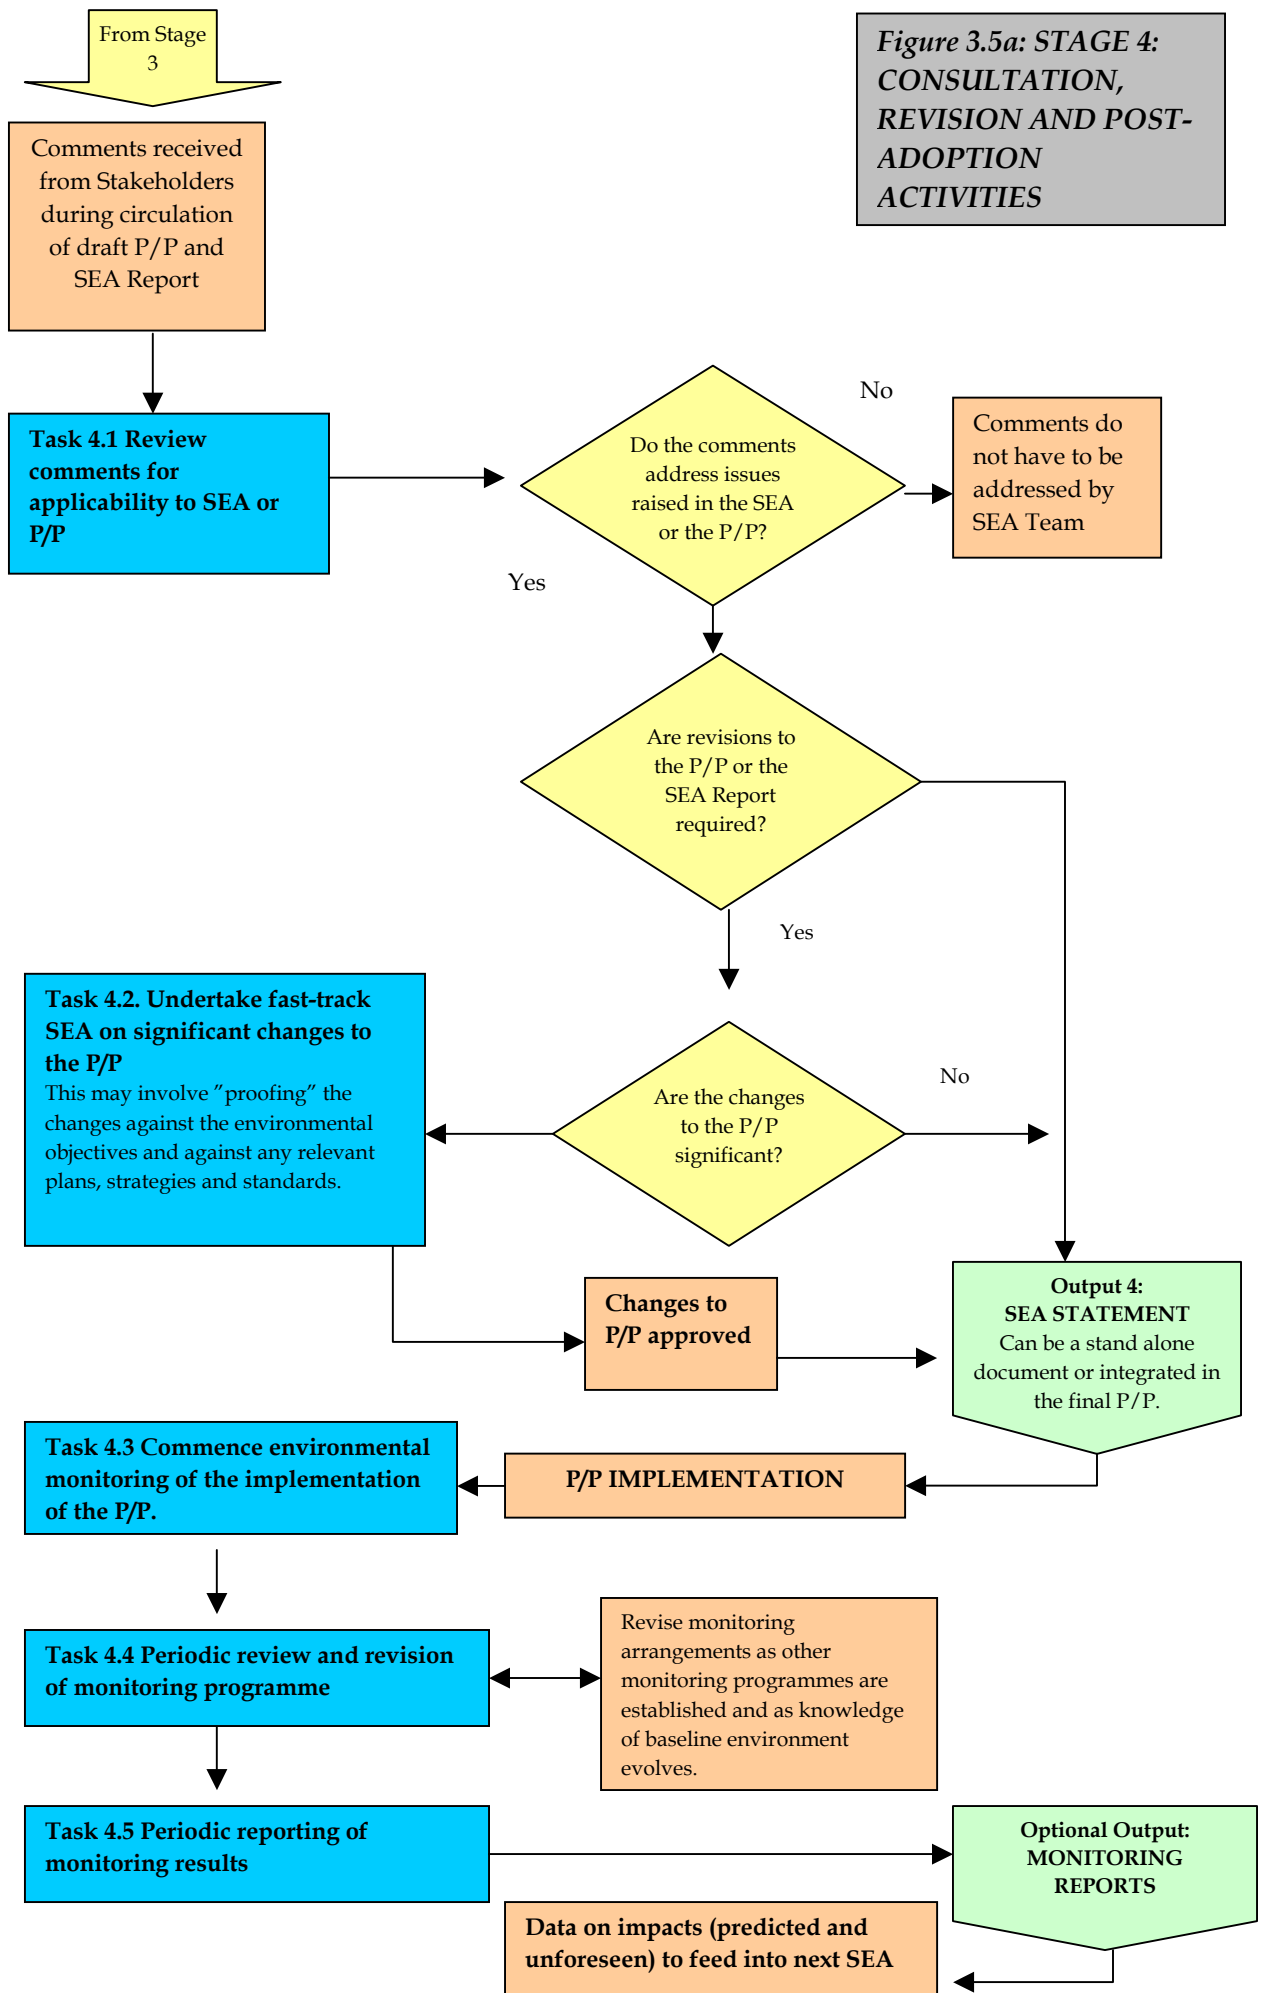 From Stage
3
Figure 3.5a: STAGE 4:
CONSULTATION,
REVISION AND POST-
ADOPTION
ACTIVITIES
Comments received
from Stakeholders
during circulation
of draft P/P and
SEA Report
Task 4.1 Review
comments for
applicability to SEA or
P/P
Do the comments
address issues
raised in the SEA
or the P/P?
No
Comments do
not have to be
addressed by
SEA Team
Yes
Are revisions to
the P/P or the
SEA Report
required?
Yes
Task 4.2. Undertake fast-track
SEA on significant changes to
the P/P
This may involve ”proofing” the
changes against the environmental
objectives and against any relevant
plans, strategies and standards.
Are the changes
to the P/P
significant?
No
Changes to
P/P approved
Output 4:
SEA STATEMENT
Can be a stand alone
document or integrated in
the final P/P.
Task 4.3 Commence environmental
monitoring of the implementation
of the P/P.
P/P IMPLEMENTATION
Task 4.4 Periodic review and revision
of monitoring programme
Revise monitoring
arrangements as other
monitoring programmes are
established and as knowledge
of baseline environment
evolves.
Task 4.5 Periodic reporting of
monitoring results
Optional Output:
MONITORING
REPORTS
Data on impacts (predicted and
unforeseen) to feed into next SEA